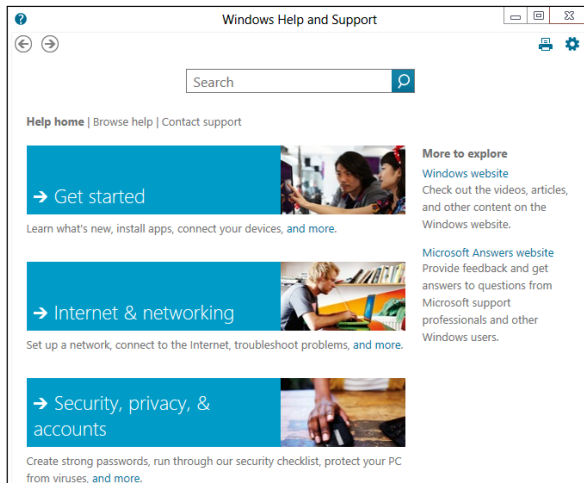 Windows Help and Support
Search
Help home | Browse help | Contact support
Get started
Learn what's new, install apps, connect your devices, and more.
Internet & networking
Set up a network, connect to the Internet, troubleshoot problems, and more.
Security, privacy, &
accounts
Create strong passwords, run through our security checklist, protect your PC
from viruses, and more.
More to explore
Windows website
Check out the videos, articles,
and other content on the
Windows website.
Microsoft Answers website
Provide feedback and get
answers to questions from
Microsoft support
professionals and other
Windows users.